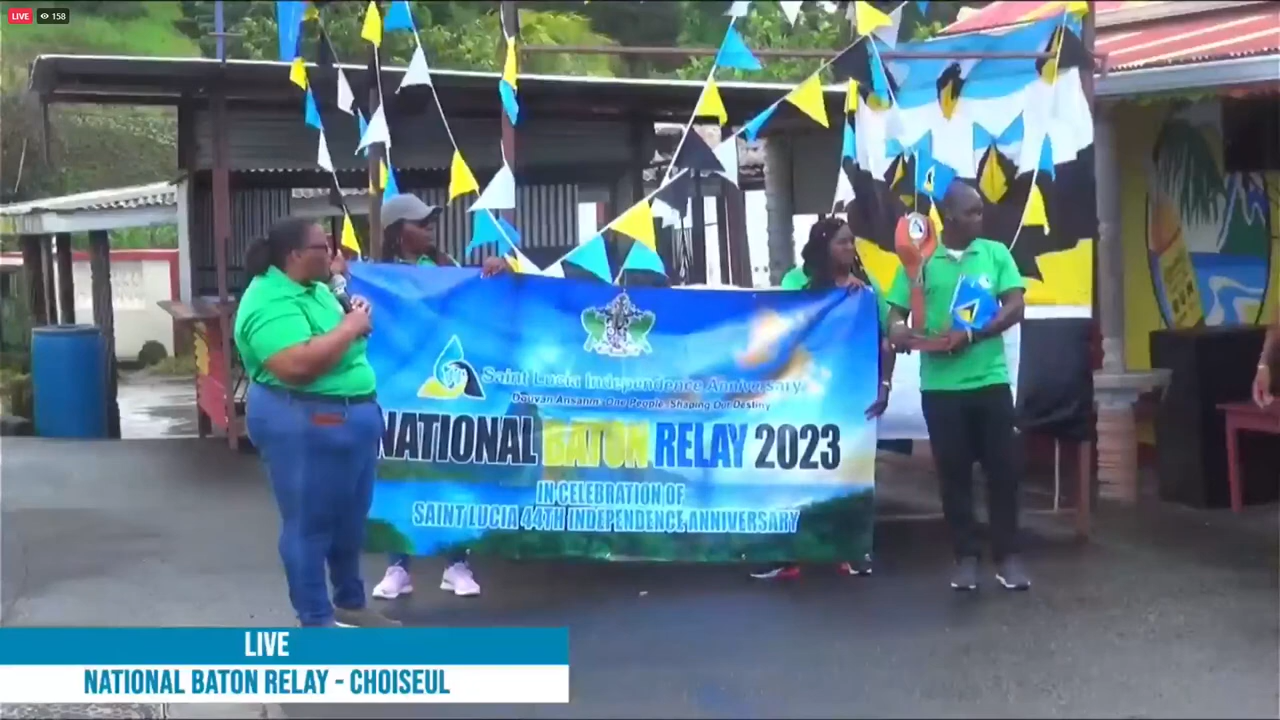 LIVE 158
Saint Lucia Independence Anniversary
Douvan Ansanm: One People, Shaping Our Destiny
NATIONAL BATON RELAY 2023
IN CELEBRATION OF
SAINT LUCIA 44TH INDEPENDENCE ANNIVERSARY
LIVE
NATIONAL BATON RELAY - CHOISEUL